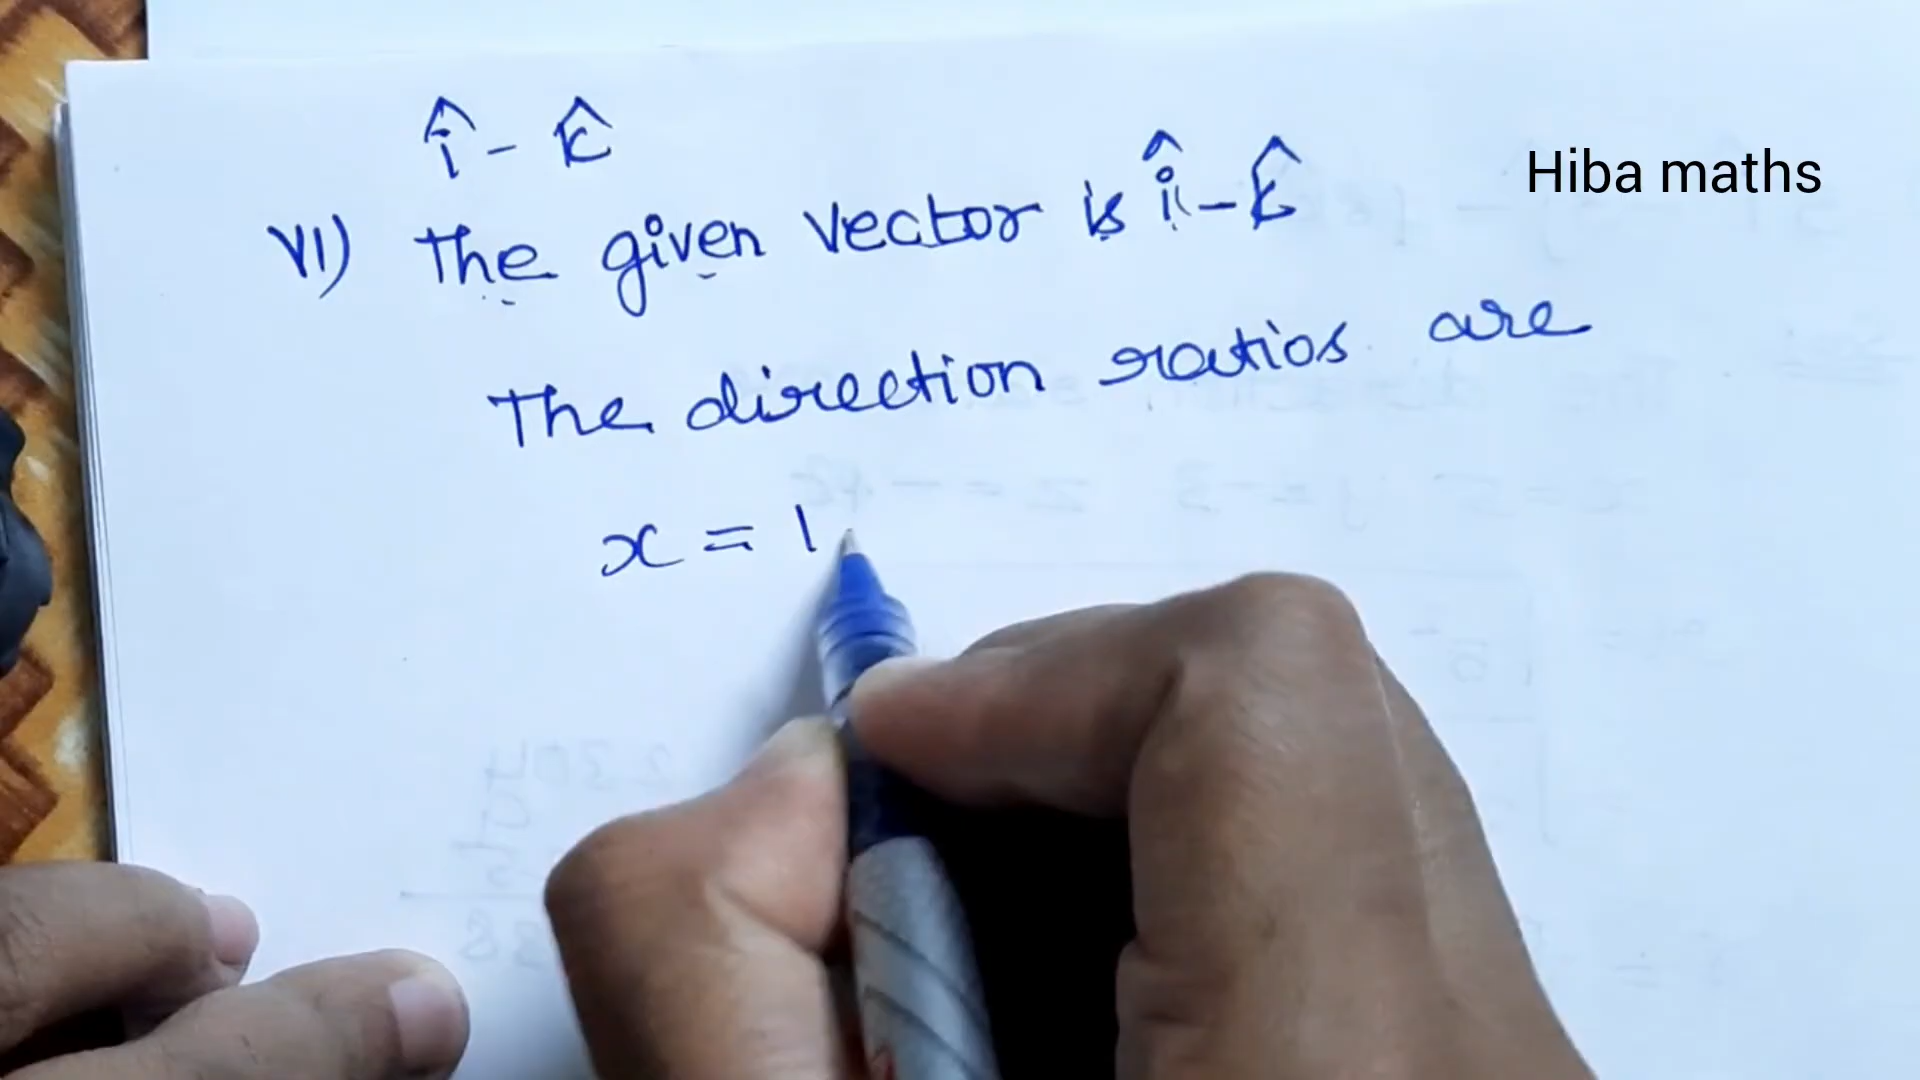 î - k̂
Hiba maths
VI) The given vector is î - k̂
The direction ratios are
x = 1